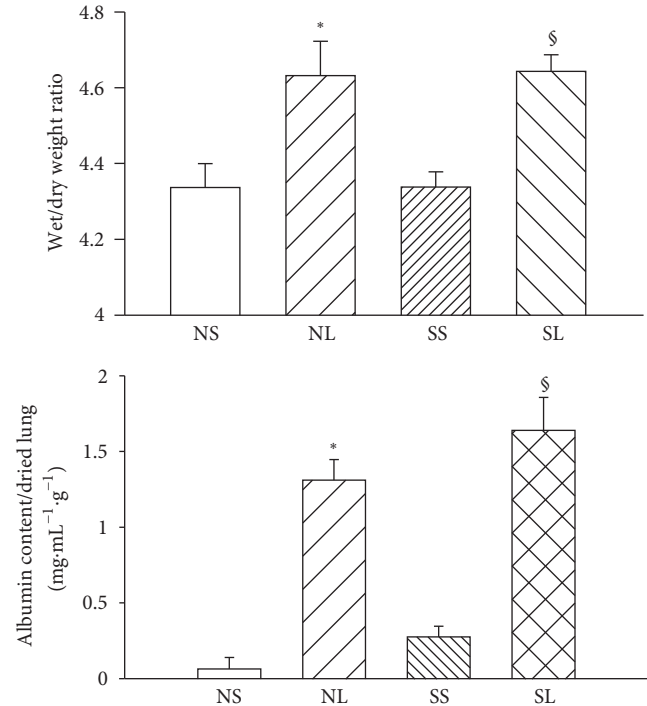 Wet/dry weight ratio
4.8
4.6
4.4
4.2
4
*
§
NS NL SS SL
Albumin content/dried lung
(mg·mL⁻¹·g⁻¹)
2
1.5
1
0.5
0
*
§
NS NL SS SL